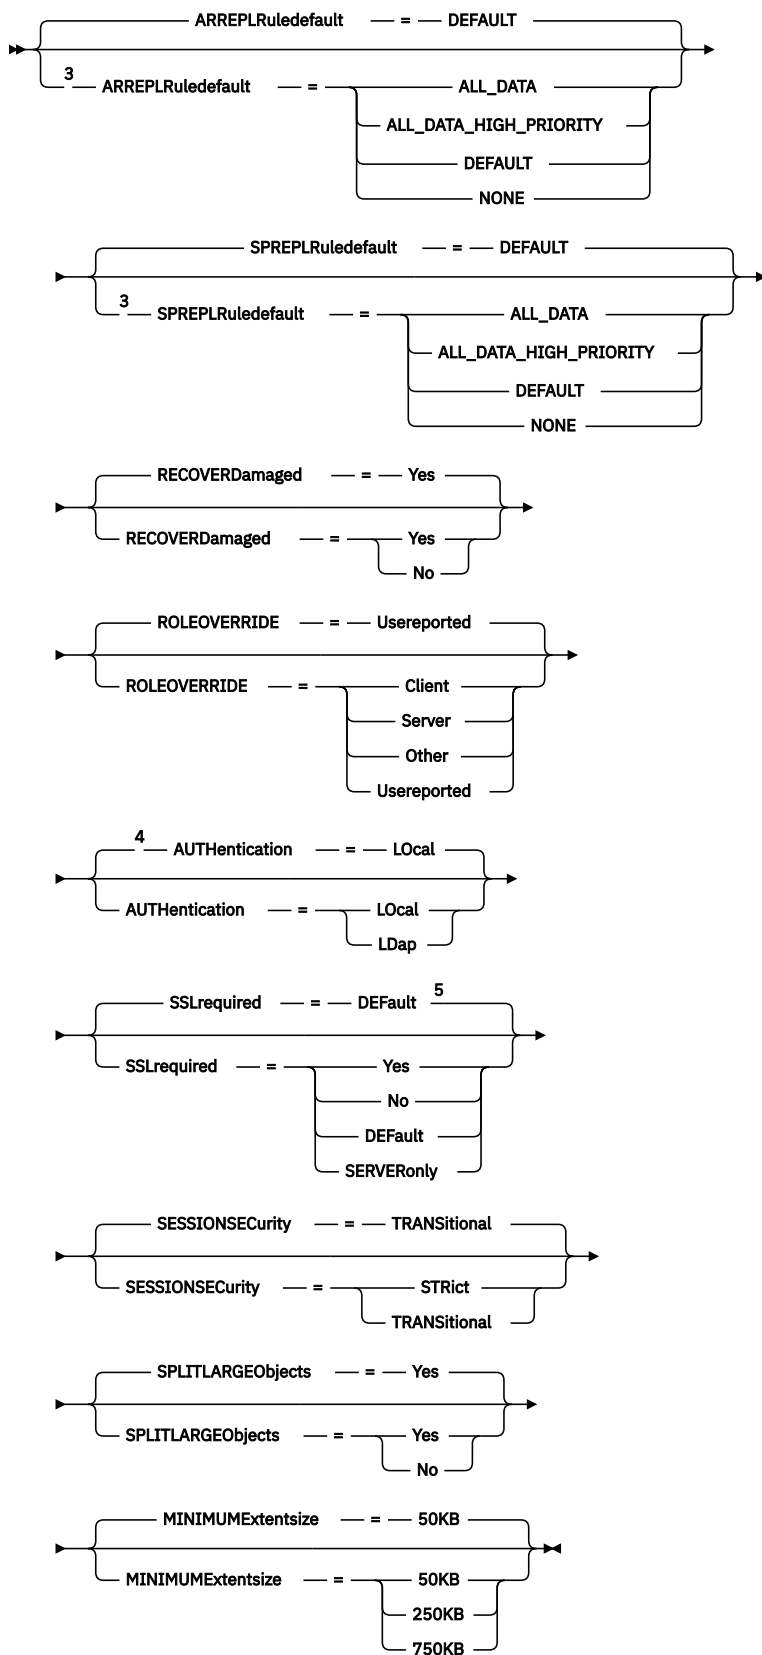 ARREPLRuledefault = DEFAULT
3 ARREPLRuledefault = ALL_DATA
ALL_DATA_HIGH_PRIORITY
DEFAULT
NONE
SPREPLRuledefault = DEFAULT
3 SPREPLRuledefault = ALL_DATA
ALL_DATA_HIGH_PRIORITY
DEFAULT
NONE
RECOVERDamaged = Yes
RECOVERDamaged = Yes
No
ROLEOVERRIDE = Usereported
ROLEOVERRIDE = Client
Server
Other
Usereported
4 AUTHentication = LOcal
AUTHentication = LOcal
LDap
SSLrequired = DEFault 5
SSLrequired = Yes
No
DEFault
SERVERonly
SESSIONSECurity = TRANSitional
SESSIONSECurity = STRict
TRANSitional
SPLITLARGEObjects = Yes
SPLITLARGEObjects = Yes
No
MINIMUMExtentsize = 50KB
MINIMUMExtentsize = 50KB
250KB
750KB